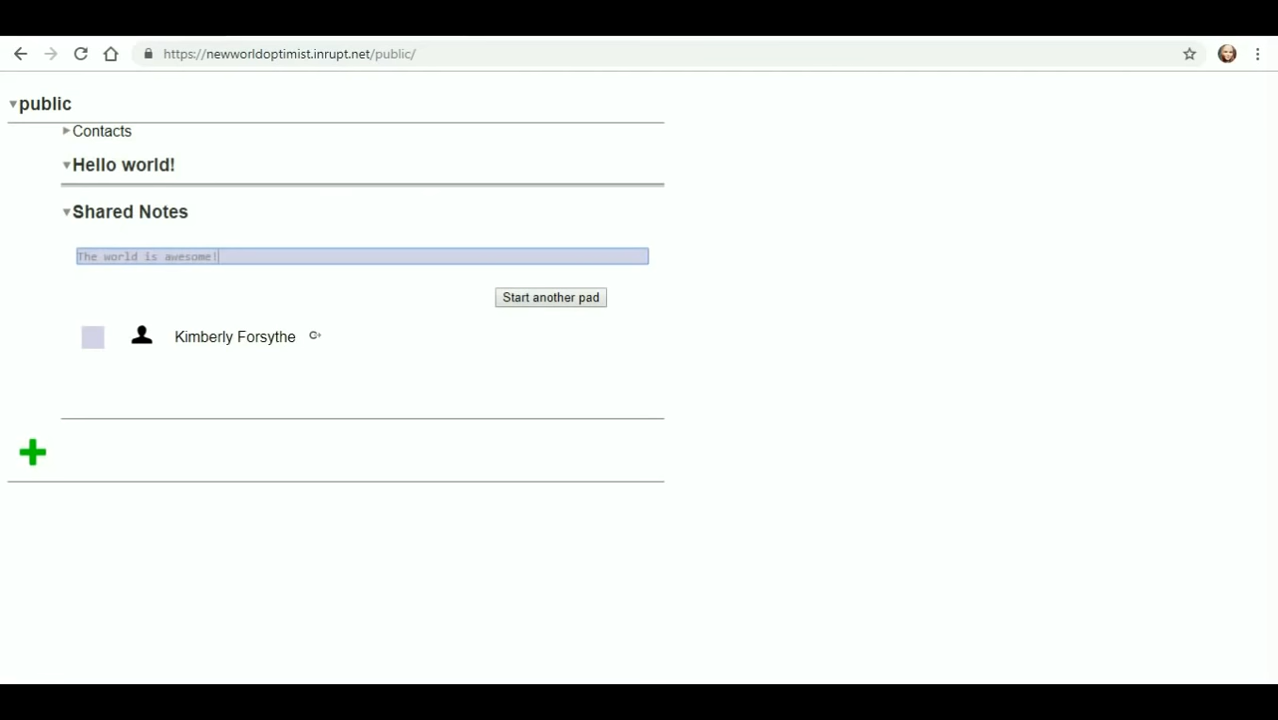 https://newworldoptimist.inrupt.net/public/
public
Contacts
Hello world!
Shared Notes
The world is awesome!
Start another pad
Kimberly Forsythe